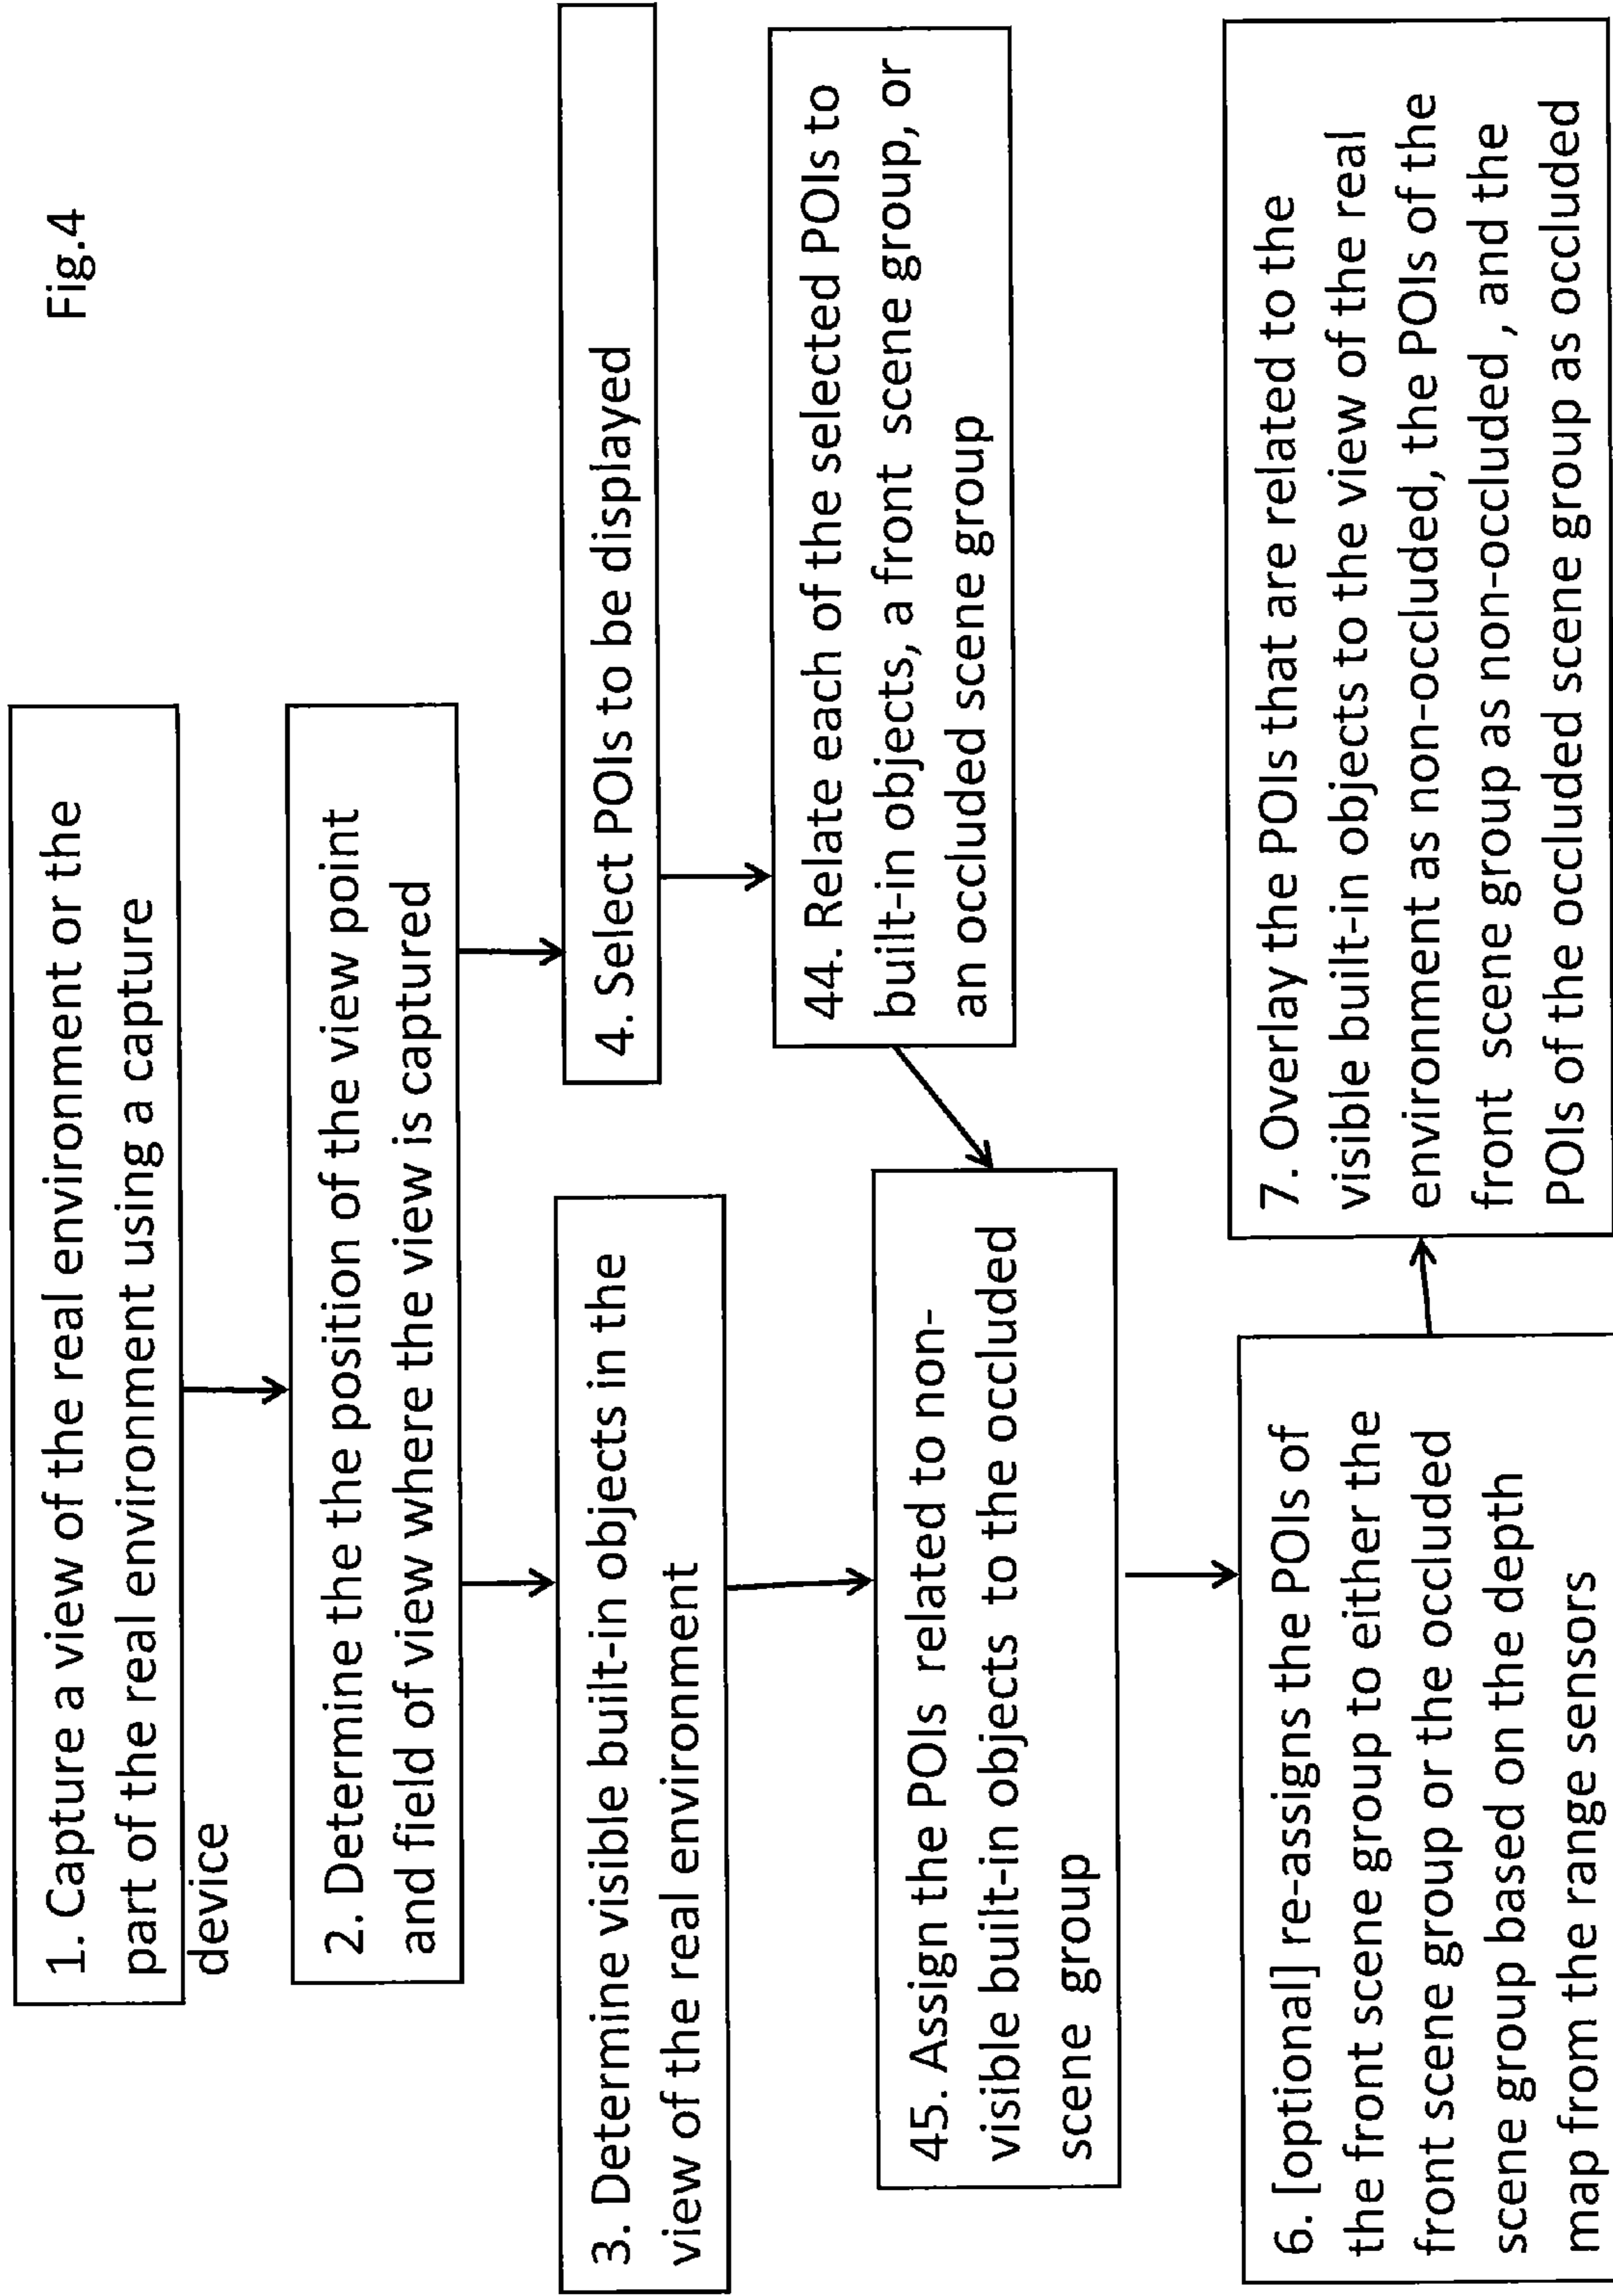 Fig.4
1. Capture a view of the real environment or the
part of the real environment using a capture
device
2. Determine the the position of the view point
and field of view where the view is captured
3. Determine visible built-in objects in the
view of the real environment
4. Select POIs to be displayed
44. Relate each of the selected POIs to
built-in objects, a front scene group, or
an occluded scene group
45. Assign the POIs related to non-
visible built-in objects to the occluded
scene group
6. [optional] re-assigns the POIs of
the front scene group to either the
front scene group or the occluded
scene group based on the depth
map from the range sensors
7. Overlay the POIs that are related to the
visible built-in objects to the view of the real
environment as non-occluded, the POIs of the
front scene group as non-occluded , and the
POIs of the occluded scene group as occluded